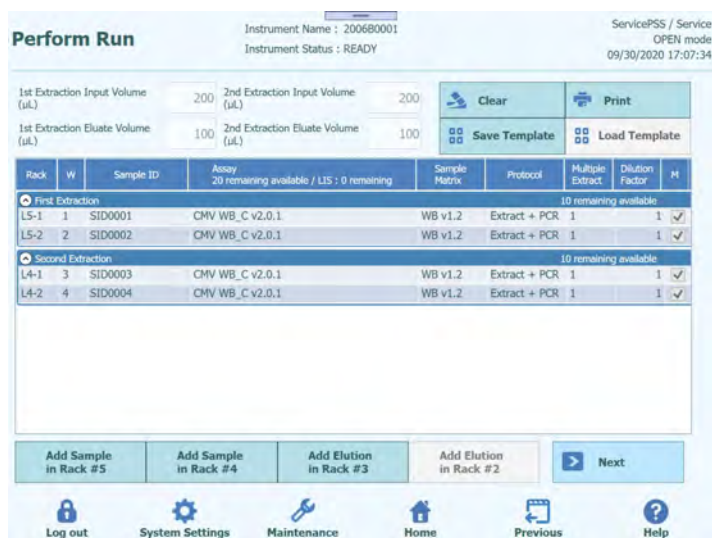 Perform Run
Instrument Name : 2006B0001
Instrument Status : READY
ServicePSS / Service
OPEN mode
09/30/2020 17:07:34
1st Extraction Input Volume (µL) 200 2nd Extraction Input Volume (µL) 200
Clear
Print
1st Extraction Eluate Volume (µL) 100 2nd Extraction Eluate Volume (µL) 100
Save Template
Load Template
Rack W Sample ID Assay 20 remaining available / LIS : 0 remaining Sample Matrix Protocol Multiple Extract Dilution Factor M
First Extraction 10 remaining available
L5-1 1 SID0001 CMV WB_C v2.0.1 WB v1.2 Extract + PCR 1 1
L5-2 2 SID0002 CMV WB_C v2.0.1 WB v1.2 Extract + PCR 1 1
Second Extraction 10 remaining available
L4-1 3 SID0003 CMV WB_C v2.0.1 WB v1.2 Extract + PCR 1 1
L4-2 4 SID0004 CMV WB_C v2.0.1 WB v1.2 Extract + PCR 1 1
Add Sample in Rack #5
Add Sample in Rack #4
Add Elution in Rack #3
Add Elution in Rack #2
Next
Log out
System Settings
Maintenance
Home
Previous
Help